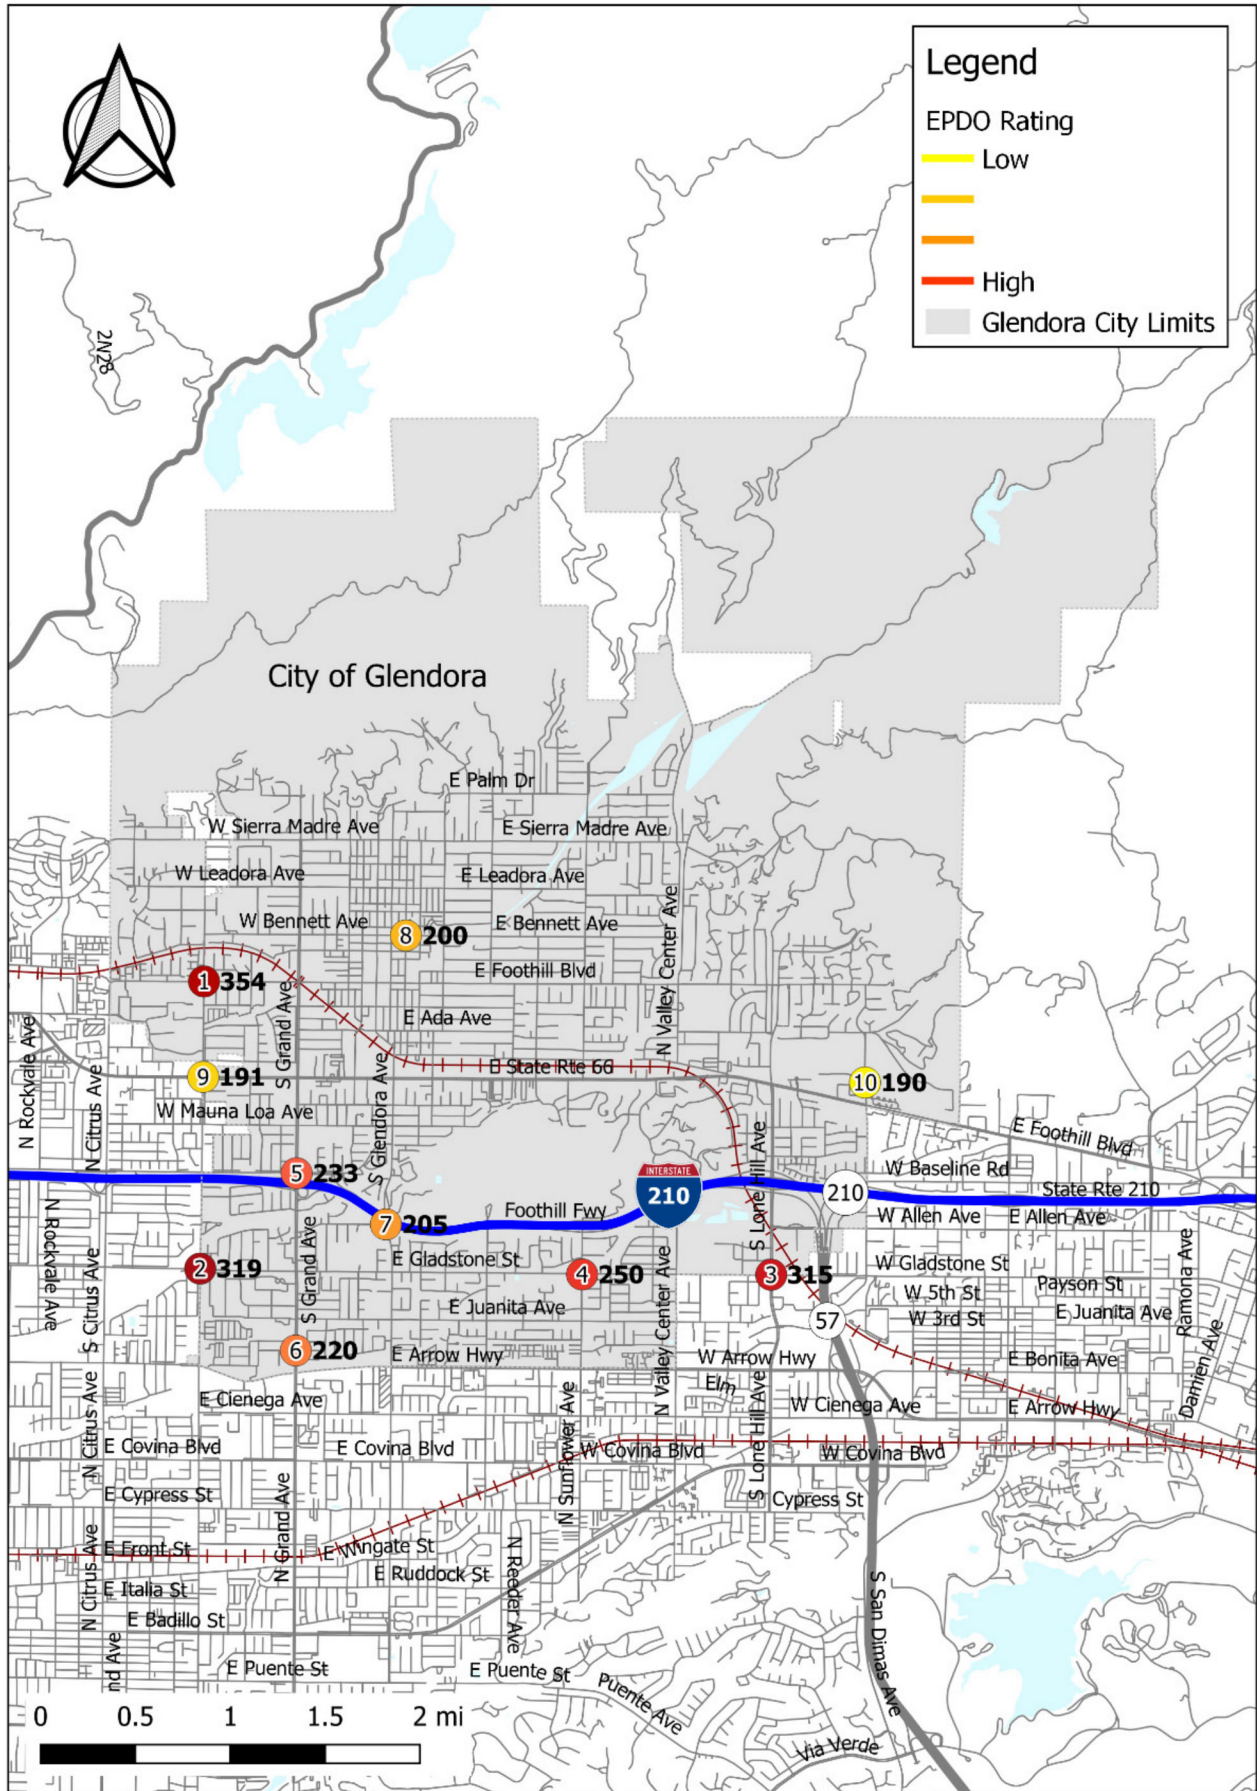 Legend
EPDO Rating
Low
High
Glendora City Limits
2N28
City of Glendora
E Palm Dr
W Sierra Madre Ave
E Sierra Madre Ave
W Leadora Ave
E Leadora Ave
W Bennett Ave
E Bennett Ave
8 200
E Foothill Blvd
1 354
N Valley Center Ave
S Grand Ave
E Ada Ave
N Rockvale Ave
N Citrus Ave
S Glendora Ave
E State Rte 66
9 191
10 190
W Mauna Loa Ave
E Foothill Blvd
S Lone Hill Ave
W Baseline Rd
5 233
INTERSTATE
210
210
State Rte 210
Foothill Fwy
W Allen Ave
E Allen Ave
7 205
N Rockvale Ave
S Citrus Ave
S Grand Ave
E Gladstone St
W Gladstone St
2 319
4 250
3 315
Payson St
W 5th St
Ramona Ave
E Juanita Ave
W 3rd St
E Juanita Ave
57
6 220
E Arrow Hwy
N Valley Center Ave
W Arrow Hwy
E Bonita Ave
Damien Ave
Elm
E Cienega Ave
N Citrus Ave
N Sunflower Ave
S Lone Hill Ave
W Cienega Ave
E Arrow Hwy
E Covina Blvd
E Covina Blvd
W Covina Blvd
W Covina Blvd
E Cypress St
Cypress St
N Grand Ave
N Citrus Ave
E Front St
E Wingate St
N Reeder Ave
E Ruddock St
E Italia St
E Badillo St
S San Dimas Ave
nd Ave
E Puente St
E Puente St
Puente Ave
Via Verde
0 0.5 1 1.5 2 mi